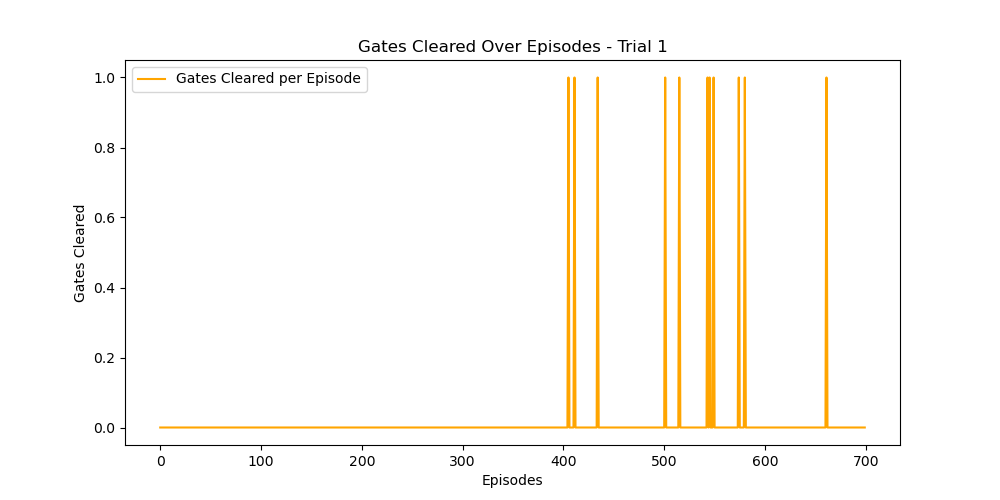 Gates Cleared Over Episodes - Trial 1
Gates Cleared per Episode
Gates Cleared
1.0
0.8
0.6
0.4
0.2
0.0
0 100 200 300 400 500 600 700
Episodes